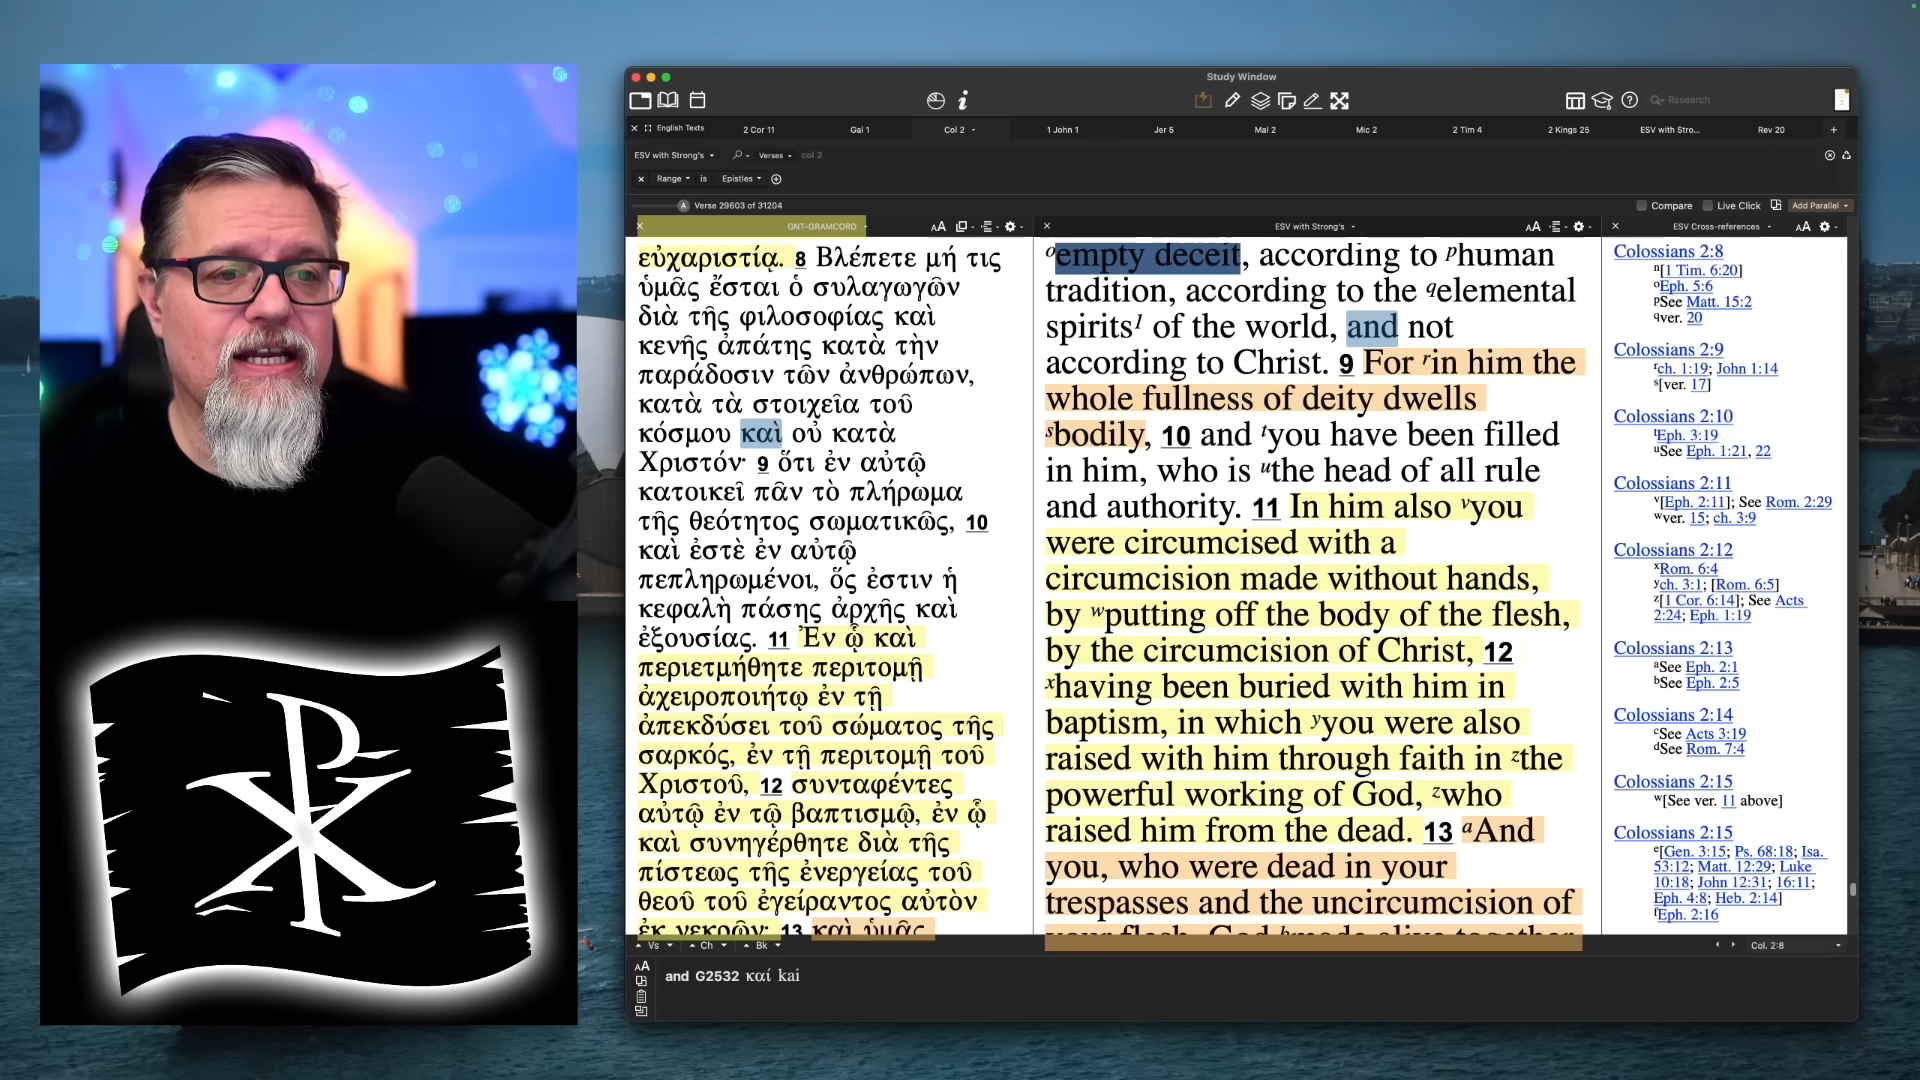 Study Window
Research
English Texts
2 Cor 11
Gal 1
Col 2
1 John 1
Jer 5
Mal 2
Mic 2
2 Tim 4
2 Kings 25
ESV with Stro...
Rev 20
ESV with Strong's
Verses
col 2
Range
is
Epistles
Verse 29603 of 31204
Compare
Live Click
Add Parallel
GNT-GRAMCORD
εὐχαριστίᾳ. 8 Βλέπετε μή τις
ὑμᾶς ἔσται ὁ συλαγωγῶν
διὰ τῆς φιλοσοφίας καὶ
κενῆς ἀπάτης κατὰ τὴν
παράδοσιν τῶν ἀνθρώπων,
κατὰ τὰ στοιχεῖα τοῦ
κόσμου καὶ οὐ κατὰ
Χριστόν· 9 ὅτι ἐν αὐτῷ
κατοικεῖ πᾶν τὸ πλήρωμα
τῆς θεότητος σωματικῶς, 10
καὶ ἐστὲ ἐν αὐτῷ
πεπληρωμένοι, ὅς ἐστιν ἡ
κεφαλὴ πάσης ἀρχῆς καὶ
ἐξουσίας. 11 Ἐν ᾧ καὶ
περιετμήθητε περιτομῇ
ἀχειροποιήτῳ ἐν τῇ
ἀπεκδύσει τοῦ σώματος τῆς
σαρκός, ἐν τῇ περιτομῇ τοῦ
Χριστοῦ, 12 συνταφέντες
αὐτῷ ἐν τῷ βαπτισμῷ, ἐν ᾧ
καὶ συνηγέρθητε διὰ τῆς
πίστεως τῆς ἐνεργείας τοῦ
θεοῦ τοῦ ἐγείραντος αὐτὸν
ἐκ νεκρῶν· 13 καὶ ὑμᾶς
ESV with Strong's
oempty deceit, according to phuman
tradition, according to the qelemental
spirits1 of the world, and not
according to Christ. 9 For rin him the
whole fullness of deity dwells
sbodily, 10 and tyou have been filled
in him, who is uthe head of all rule
and authority. 11 In him also vyou
were circumcised with a
circumcision made without hands,
by wputting off the body of the flesh,
by the circumcision of Christ, 12
xhaving been buried with him in
baptism, in which yyou were also
raised with him through faith in zthe
powerful working of God, zwho
raised him from the dead. 13 aAnd
you, who were dead in your
trespasses and the uncircumcision of
your flesh, God bmade alive together
ESV Cross-references
Colossians 2:8
n[1 Tim. 6:20]
oEph. 5:6
pSee Matt. 15:2
qver. 20
Colossians 2:9
rch. 1:19; John 1:14
s[ver. 17]
Colossians 2:10
tEph. 3:19
uSee Eph. 1:21, 22
Colossians 2:11
v[Eph. 2:11]; See Rom. 2:29
wver. 15; ch. 3:9
Colossians 2:12
xRom. 6:4
ych. 3:1; [Rom. 6:5]
z[1 Cor. 6:14]; See Acts
2:24; Eph. 1:19
Colossians 2:13
aSee Eph. 2:1
bSee Eph. 2:5
Colossians 2:14
cSee Acts 3:19
dSee Rom. 7:4
Colossians 2:15
w[See ver. 11 above]
Colossians 2:15
e[Gen. 3:15; Ps. 68:18; Isa.
53:12; Matt. 12:29; Luke
10:18; John 12:31; 16:11;
Eph. 4:8; Heb. 2:14]
fEph. 2:16
Vs
Ch
Bk
Col. 2:8
and G2532 καί kai